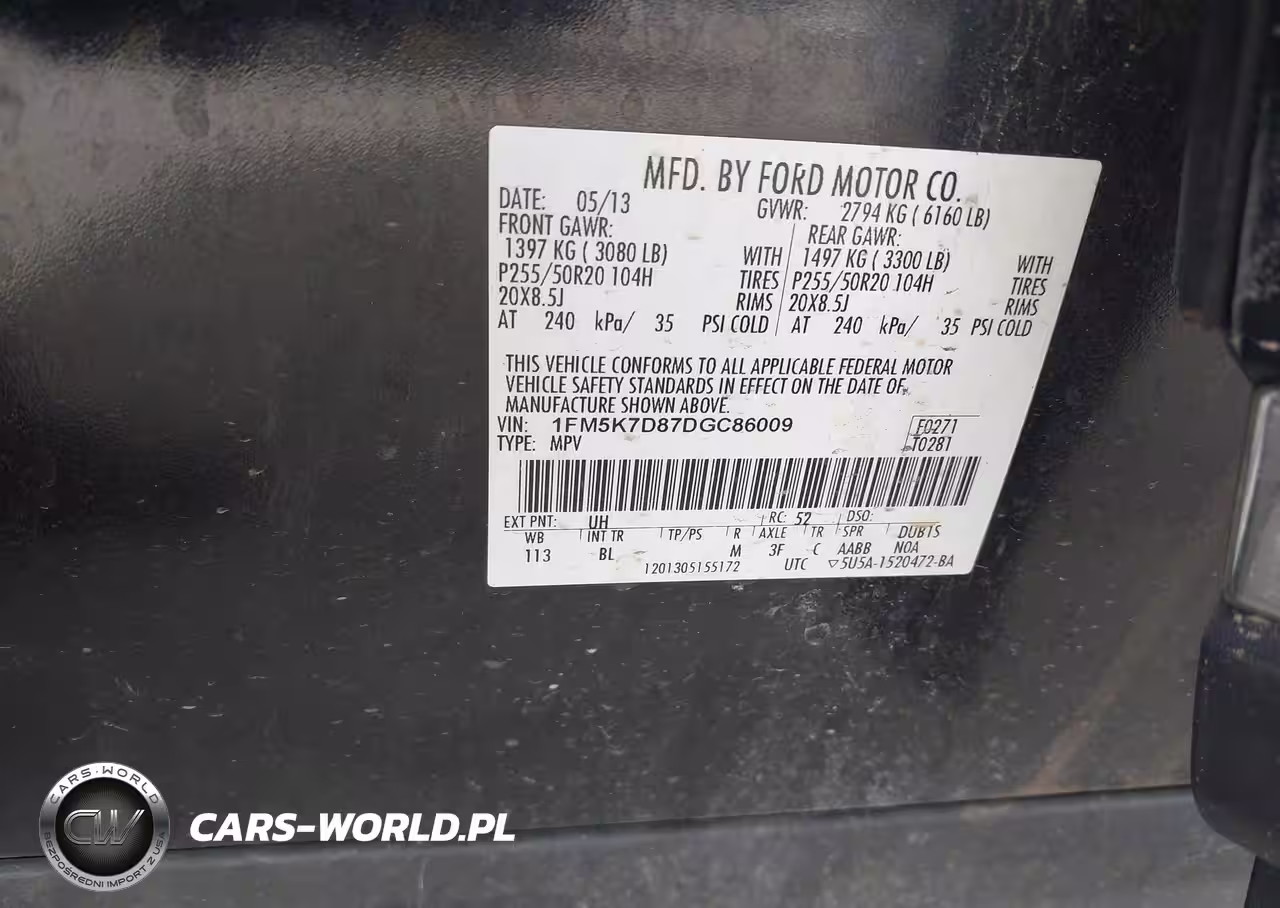 MFD. BY FORD MOTOR CO.
DATE: 05/13 GVWR: 2794 KG ( 6160 LB)
FRONT GAWR: REAR GAWR:
1397 KG ( 3080 LB) WITH 1497 KG ( 3300 LB) WITH
P255/50R20 104H TIRES P255/50R20 104H TIRES
20X8.5J RIMS 20X8.5J RIMS
AT 240 kPa/ 35 PSI COLD AT 240 kPa/ 35 PSI COLD
THIS VEHICLE CONFORMS TO ALL APPLICABLE FEDERAL MOTOR
VEHICLE SAFETY STANDARDS IN EFFECT ON THE DATE OF
MANUFACTURE SHOWN ABOVE.
VIN: 1FM5K7D87DGC86009 F0271
TYPE: MPV T0281
EXT PNT: UH RC: 52 DSO:
WB INT TR TP/PS R AXLE TR SPR DUB1S
113 BL M 3F C AABB N0A
1201305155172 UTC ▽5U5A-1520472-BA
CARS-WORLD
CW
BEZPOŚREDNI IMPORT Z USA
CARS-WORLD.PL